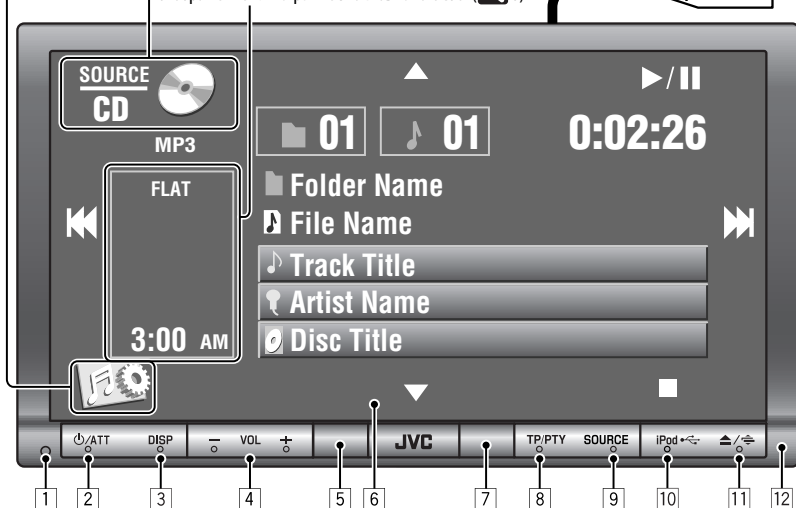 SOURCE
CD
MP3
01 01 0:02:26
FLAT
Folder Name
File Name
Track Title
Artist Name
Disc Title
3:00 AM
/ATT DISP – VOL + JVC TP/PTY SOURCE iPod /
1 2 3 4 5 6 7 8 9 10 11 12